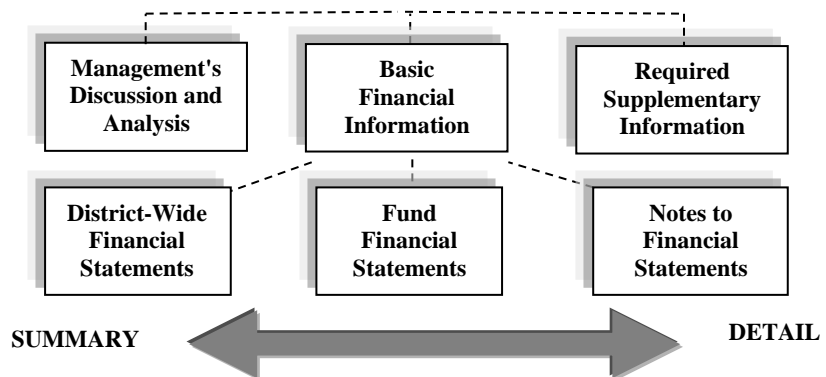 Management's
Discussion and
Analysis
Basic
Financial
Information
Required
Supplementary
Information
District-Wide
Financial
Statements
Fund
Financial
Statements
Notes to
Financial
Statements
SUMMARY
DETAIL